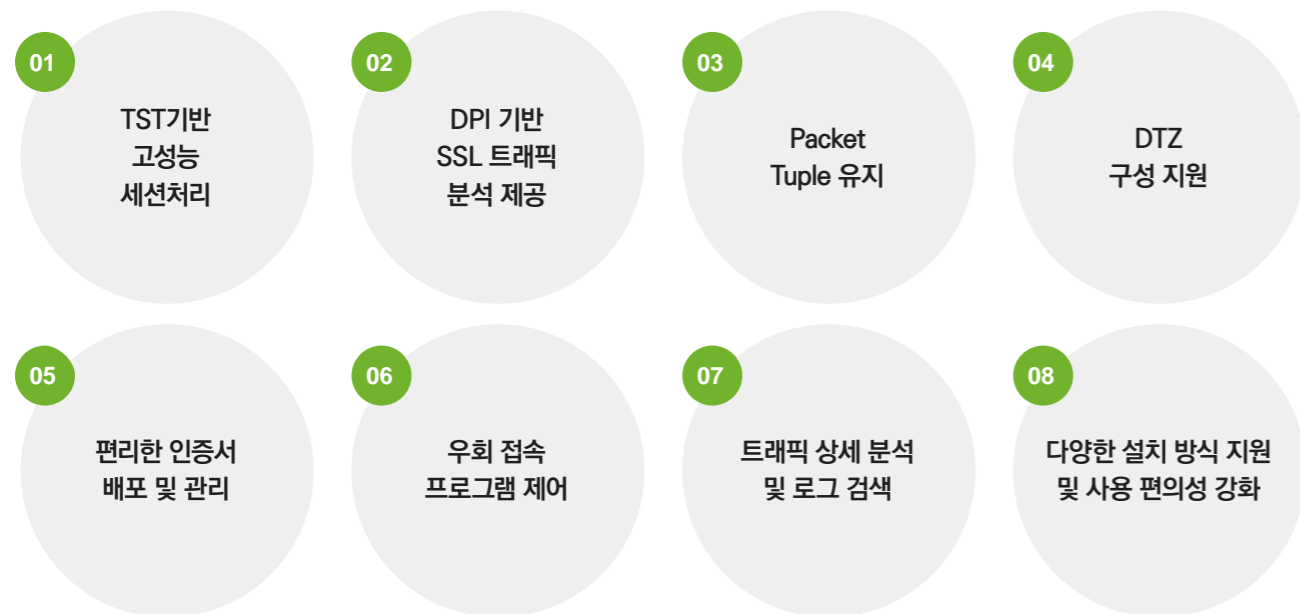 01
TST기반
고성능
세션처리
02
DPI 기반
SSL 트래픽
분석 제공
03
Packet
Tuple 유지
04
DTZ
구성 지원
05
편리한 인증서
배포 및 관리
06
우회 접속
프로그램 제어
07
트래픽 상세 분석
및 로그 검색
08
다양한 설치 방식 지원
및 사용 편의성 강화